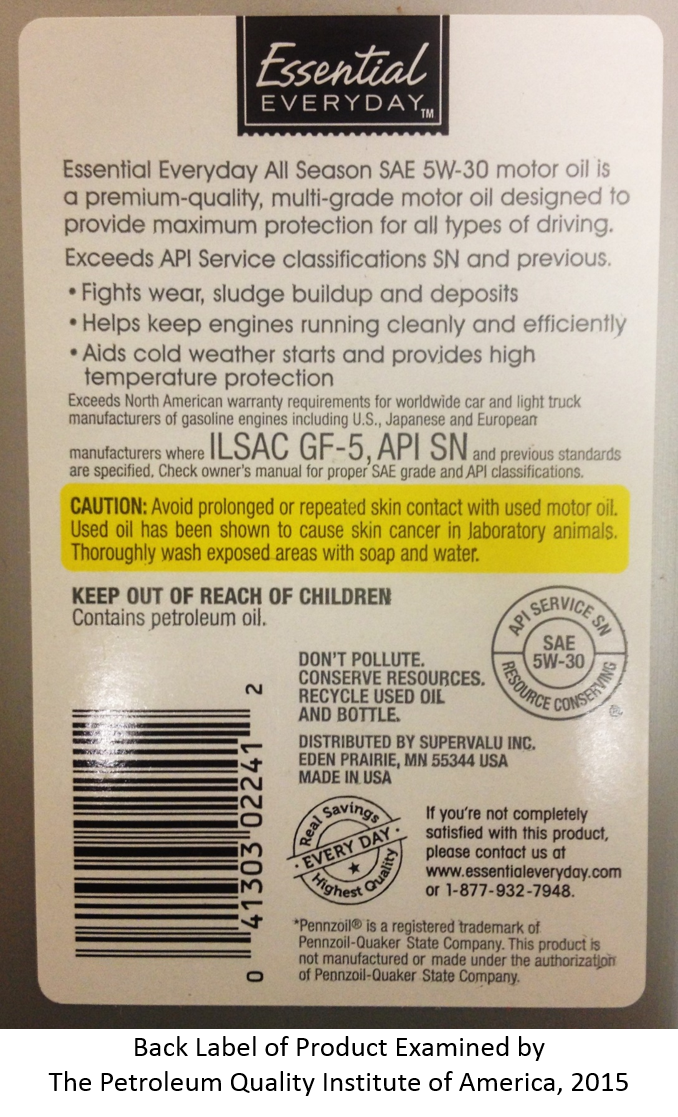 Essential
EVERYDAY™
Essential Everyday All Season SAE 5W-30 motor oil is
a premium-quality, multi-grade motor oil designed to
provide maximum protection for all types of driving.
Exceeds API Service classifications SN and previous.
• Fights wear, sludge buildup and deposits
• Helps keep engines running cleanly and efficiently
• Aids cold weather starts and provides high
temperature protection
Exceeds North American warranty requirements for worldwide car and light truck
manufacturers of gasoline engines including U.S., Japanese and European
manufacturers where ILSAC GF-5, API SN and previous standards
are specified. Check owner's manual for proper SAE grade and API classifications.
CAUTION: Avoid prolonged or repeated skin contact with used motor oil.
Used oil has been shown to cause skin cancer in laboratory animals.
Thoroughly wash exposed areas with soap and water.
KEEP OUT OF REACH OF CHILDREN
Contains petroleum oil.
API SERVICE SN
SAE
5W-30
RESOURCE CONSERVING
®
DON'T POLLUTE.
CONSERVE RESOURCES.
RECYCLE USED OIL
AND BOTTLE.
DISTRIBUTED BY SUPERVALU INC.
EDEN PRAIRIE, MN 55344 USA
MADE IN USA
0 41303 02241 2
Real Savings
• EVERY DAY •
Highest Quality
If you're not completely
satisfied with this product,
please contact us at
www.essentialeveryday.com
or 1-877-932-7948.
*Pennzoil® is a registered trademark of
Pennzoil-Quaker State Company. This product is
not manufactured or made under the authorization
of Pennzoil-Quaker State Company.
Back Label of Product Examined by
The Petroleum Quality Institute of America, 2015